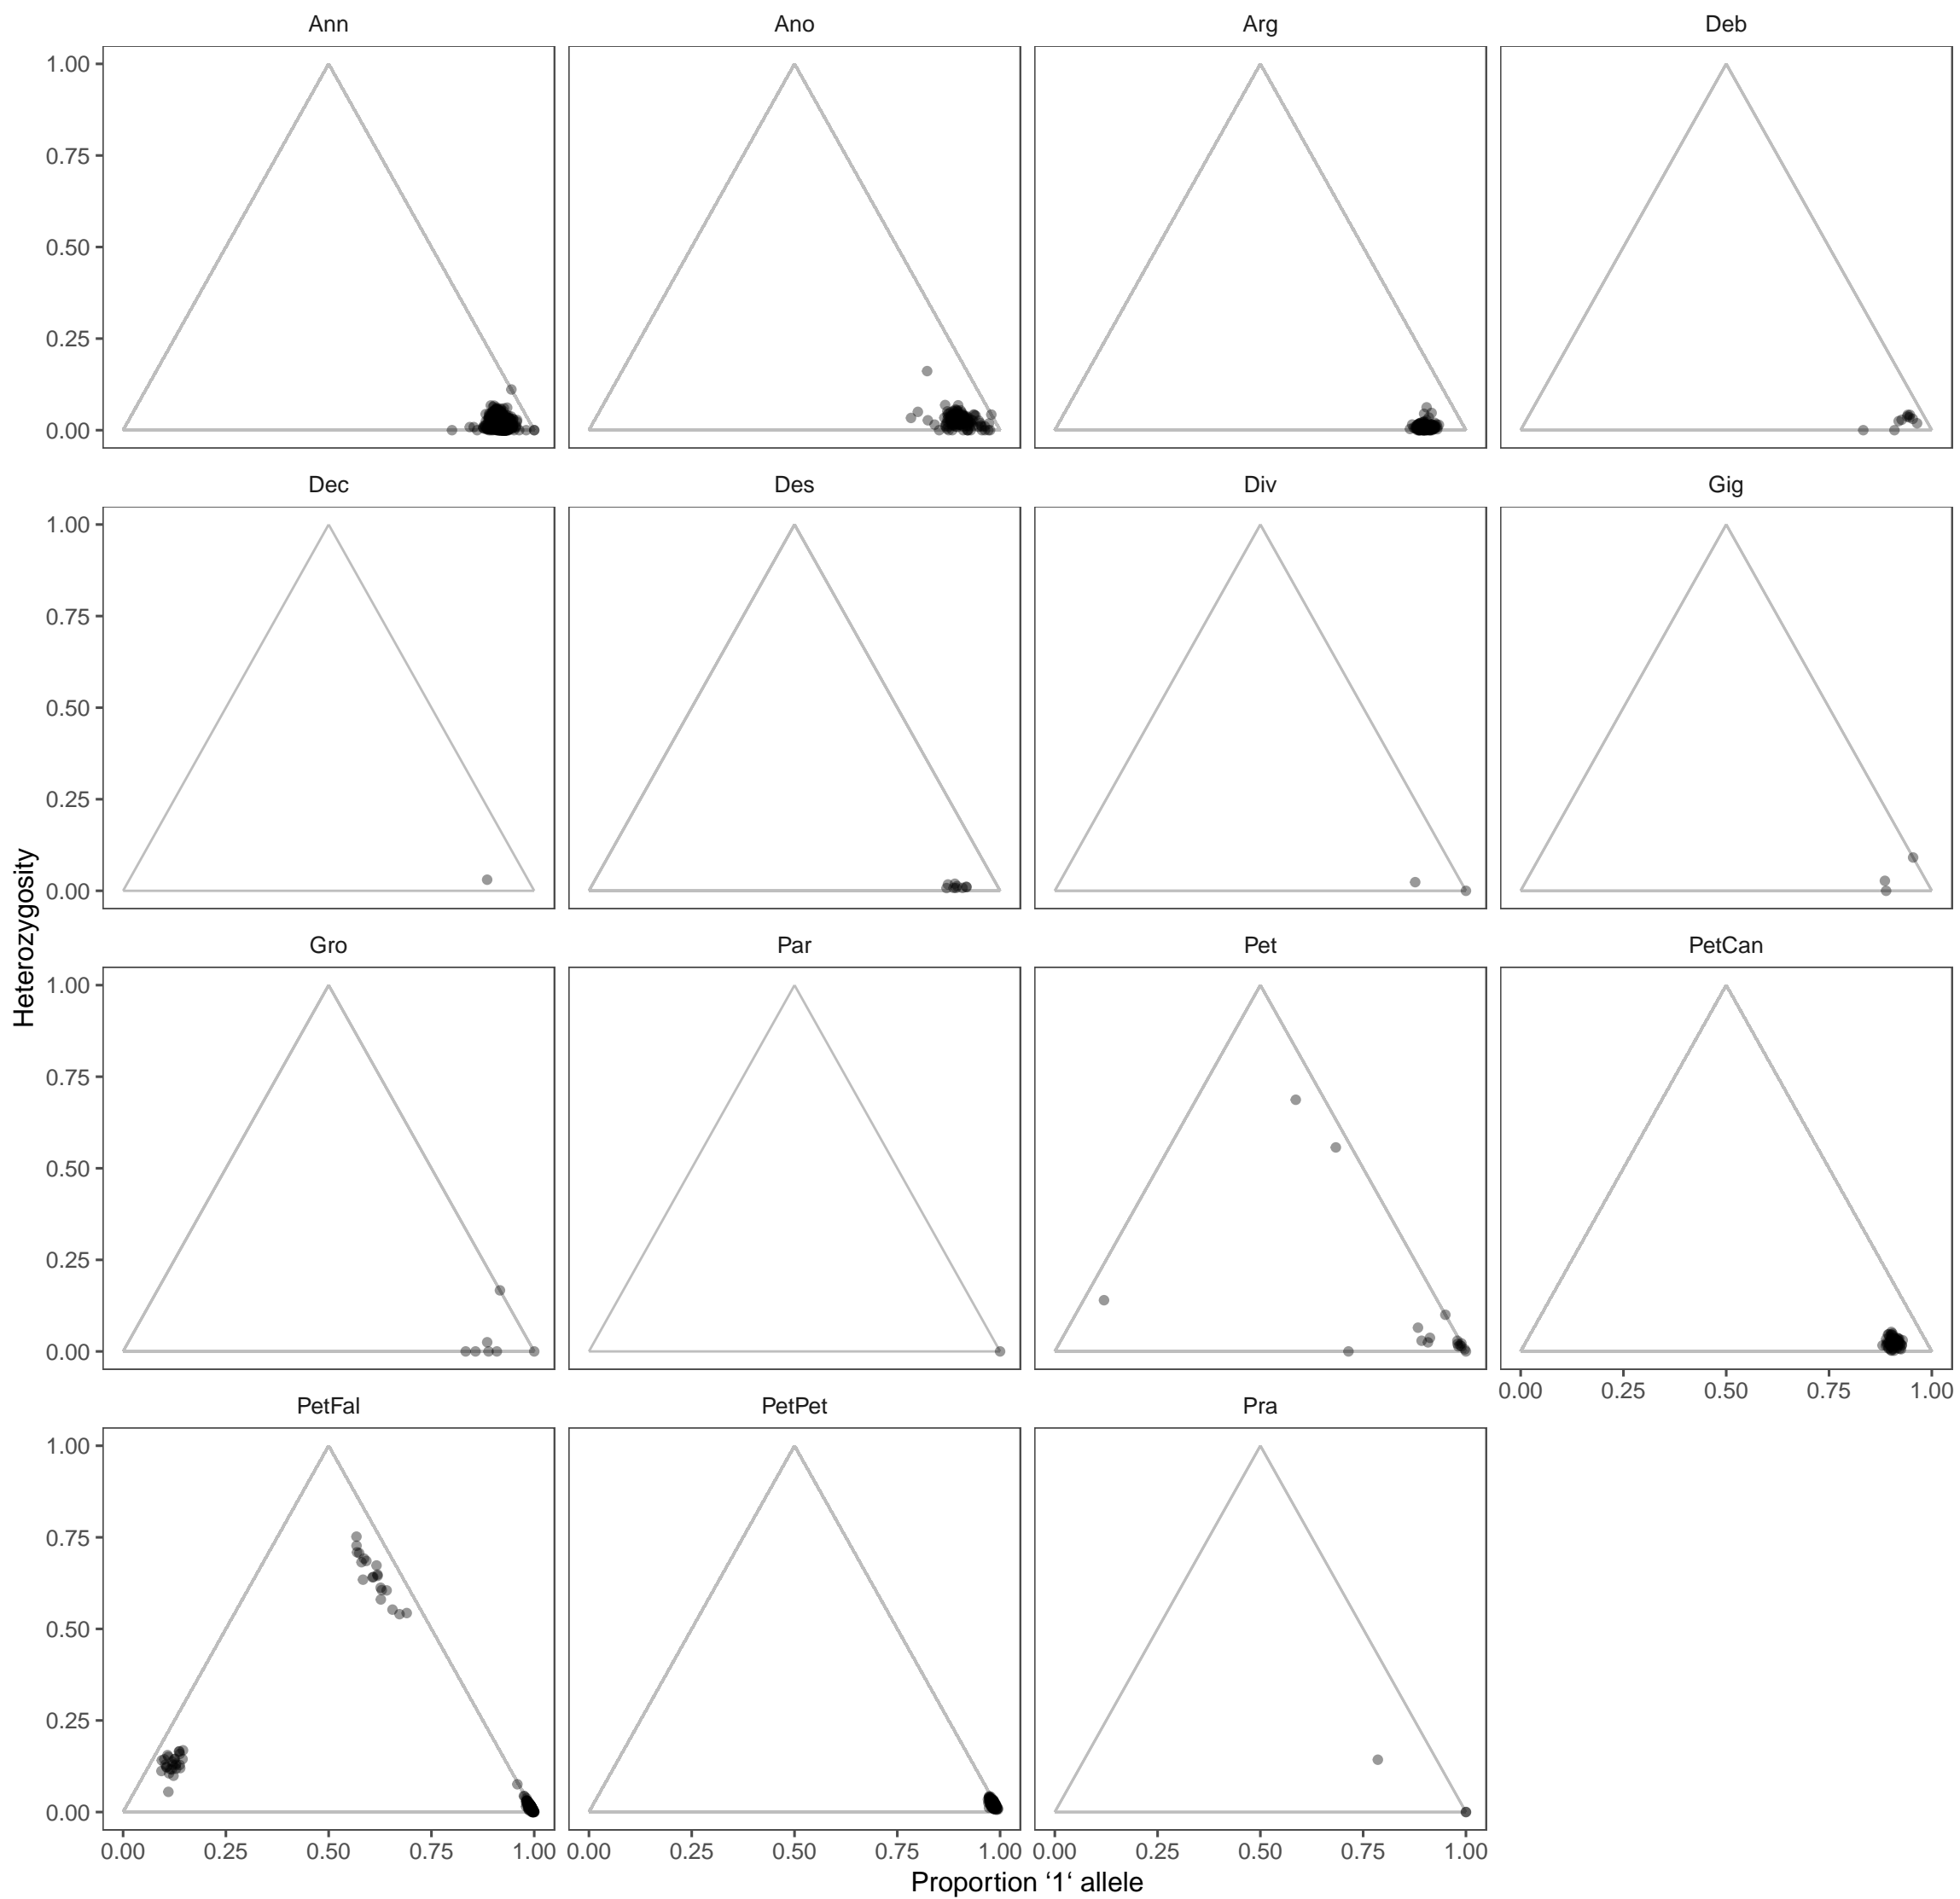 Ann Ano Arg Deb
1.00
0.75
0.50
0.25
0.00
Dec Des Div Gig
1.00
0.75
0.50
0.25
0.00
Gro Par Pet PetCan
1.00
0.75
0.50
0.25
0.00
0.00 0.25 0.50 0.75 1.00
PetFal PetPet Pra
1.00
0.75
0.50
0.25
0.00
0.00 0.25 0.50 0.75 1.00 0.00 0.25 0.50 0.75 1.00 0.00 0.25 0.50 0.75 1.00
Proportion ‘1‘ allele
Heterozygosity